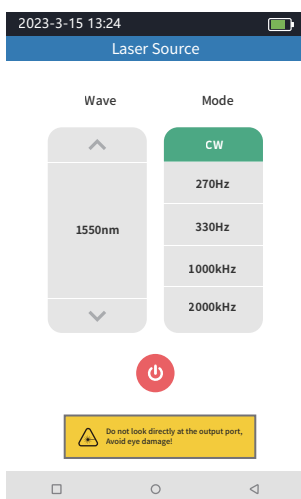 2023-3-15 13:24
Laser Source
Wave
Mode
1550nm
CW
270Hz
330Hz
1000kHz
2000kHz
Do not look directly at the output port,
Avoid eye damage!